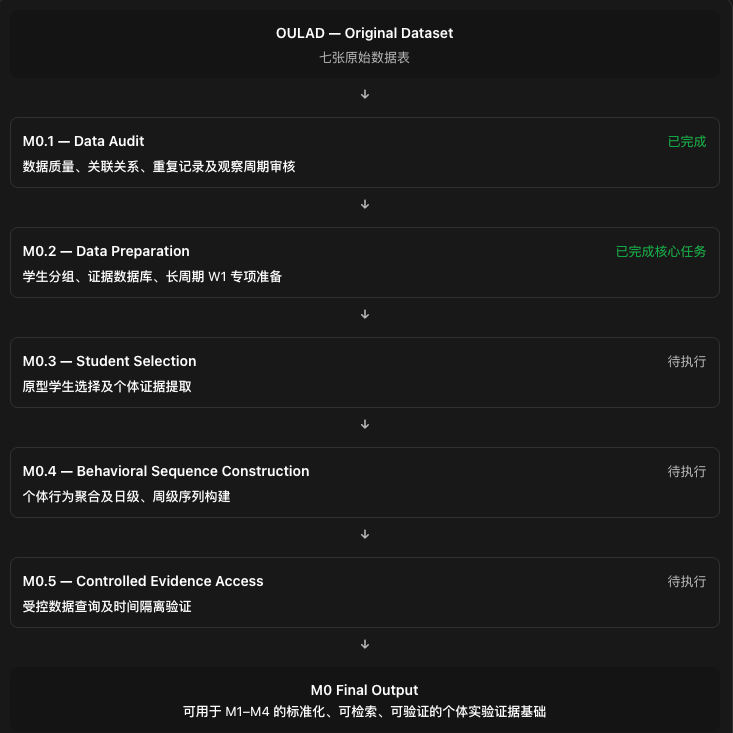 OULAD — Original Dataset
七张原始数据表
↓
M0.1 — Data Audit
已完成
数据质量、关联关系、重复记录及观察周期审核
↓
M0.2 — Data Preparation
已完成核心任务
学生分组、证据数据库、长周期 W1 专项准备
↓
M0.3 — Student Selection
待执行
原型学生选择及个体证据提取
↓
M0.4 — Behavioral Sequence Construction
待执行
个体行为聚合及日级、周级序列构建
↓
M0.5 — Controlled Evidence Access
待执行
受控数据查询及时间隔离验证
↓
M0 Final Output
可用于 M1–M4 的标准化、可检索、可验证的个体实验证据基础